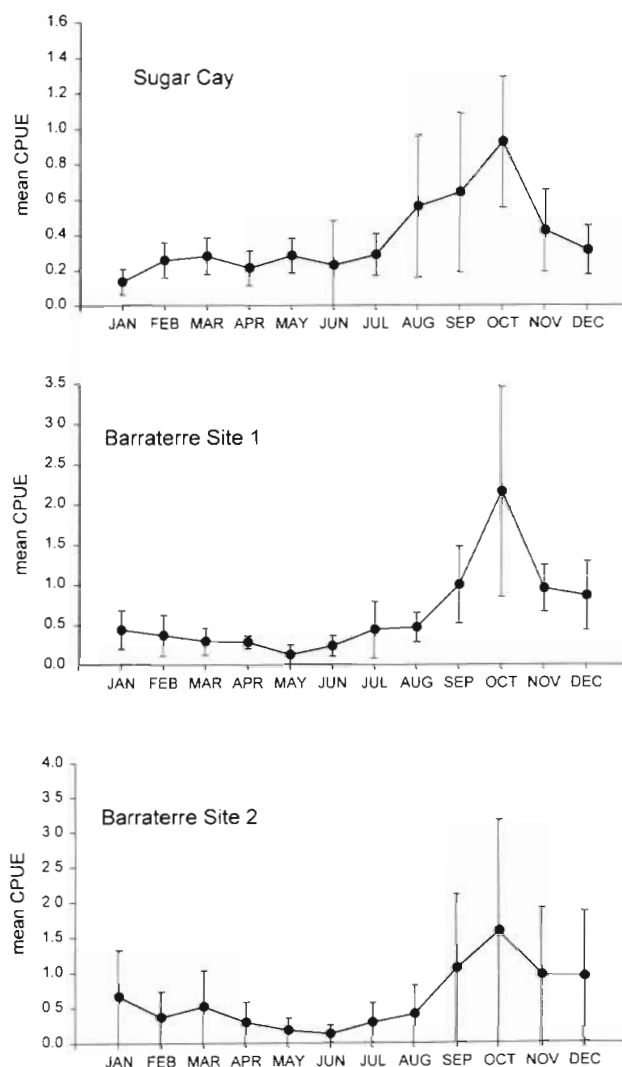 Sugar Cay
mean CPUE
1.6
1.4
1.2
1.0
0.8
0.6
0.4
0.2
0.0
JAN FEB MAR APR MAY JUN JUL AUG SEP OCT NOV DEC
Barraterre Site 1
mean CPUE
3.5
3.0
2.5
2.0
1.5
1.0
0.5
0.0
JAN FEB MAR APR MAY JUN JUL AUG SEP OCT NOV DEC
Barraterre Site 2
mean CPUE
4.0
3.5
3 0
2.5
2.0
1.5
1.0
0.5
0.0
JAN FEB MAR APR MAY JUN JUL AUG SEP OCT NOV DEC